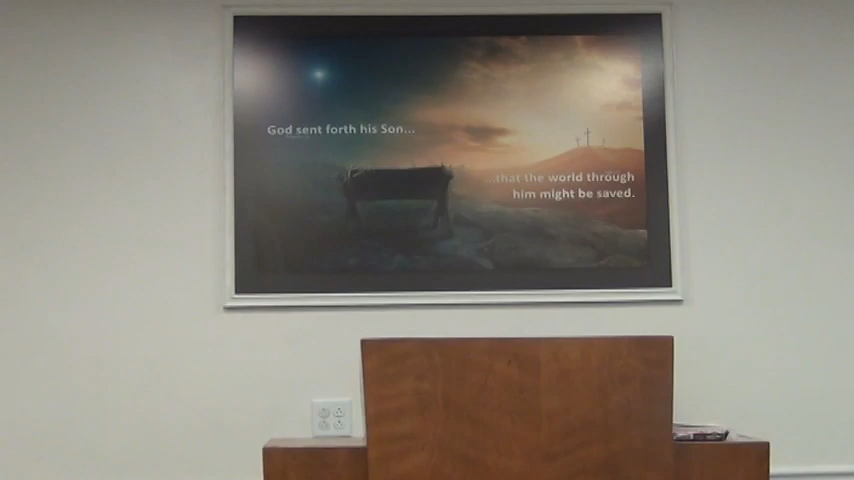 God sent forth his Son...
...that the world through
him might be saved.